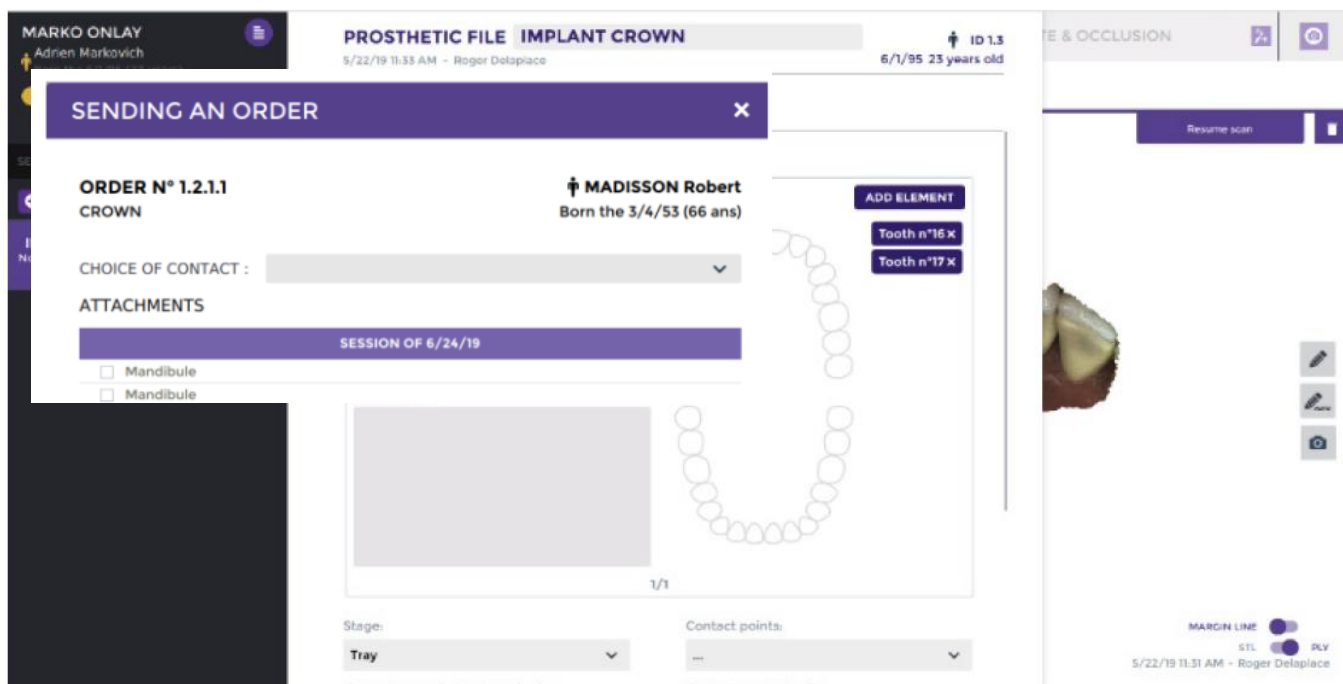 MARKO ONLAY
Adrien Markovich
PROSTHETIC FILE IMPLANT CROWN
5/22/19 11:33 AM - Roger Delaplace
ID 1.3
6/1/95 23 years old
TE & OCCLUSION
Resume scan
SENDING AN ORDER
ORDER N° 1.2.1.1
CROWN
MADISSON Robert
Born the 3/4/53 (66 ans)
CHOICE OF CONTACT :
ATTACHMENTS
SESSION OF 6/24/19
Mandibule
Mandibule
ADD ELEMENT
Tooth n°16 x
Tooth n°17 x
1/1
Stage:
Tray
Contact points:
...
MARGIN LINE
STL PLY
5/22/19 11:31 AM - Roger Delaplace